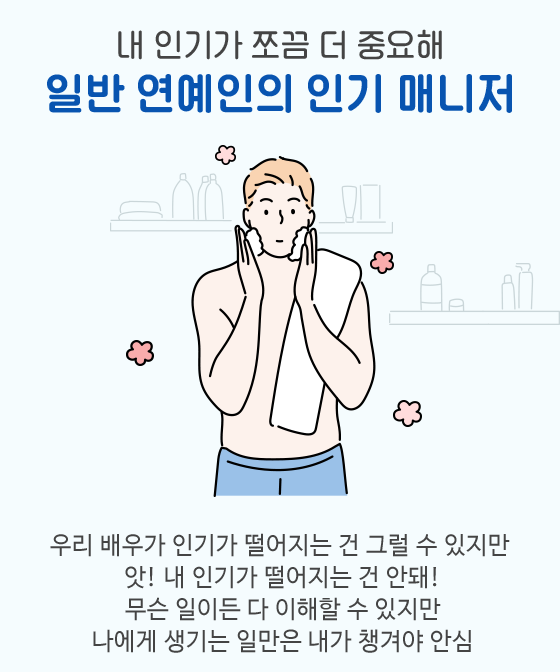 내 인기가 쪼끔 더 중요해
일반 연예인의 인기 매니저
우리 배우가 인기가 떨어지는 건 그럴 수 있지만
앗! 내 인기가 떨어지는 건 안돼!
무슨 일이든 다 이해할 수 있지만
나에게 생기는 일만은 내가 챙겨야 안심